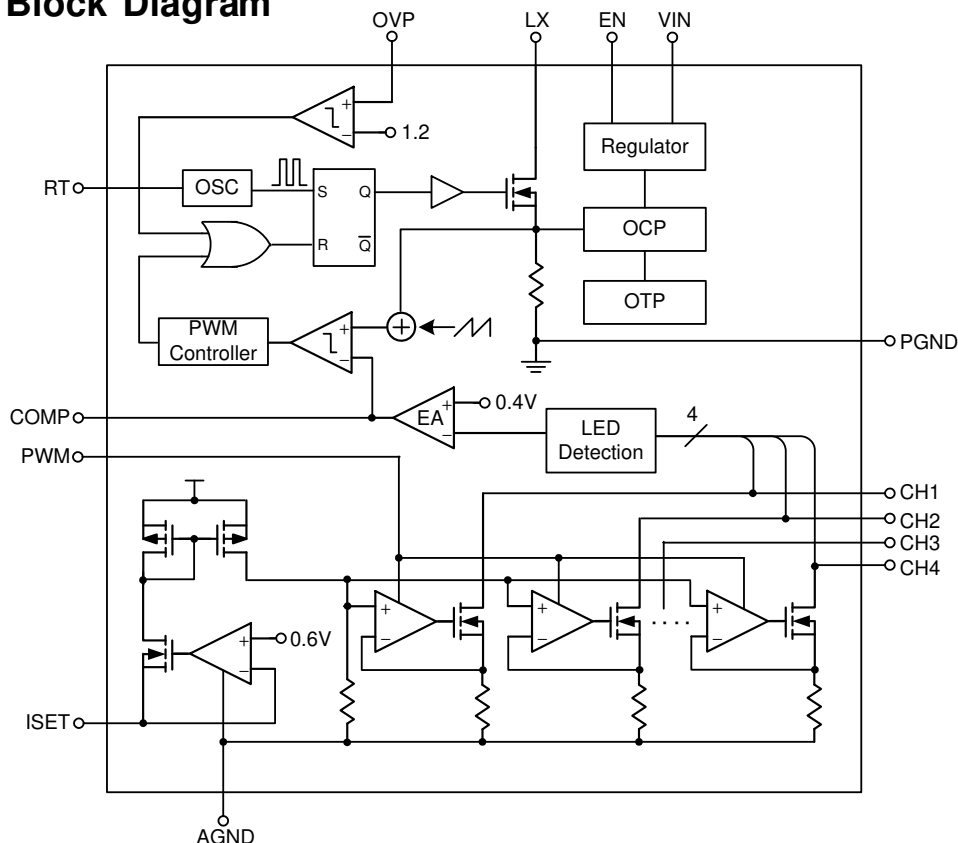 Block Diagram
OVP
LX
EN
VIN
+
−
1.2
Regulator
RT
OSC
S
Q
R
Q̅
OCP
OTP
PWM
Controller
+
−
+
PGND
COMP
EA
+
−
0.4V
LED
Detection
4
PWM
CH1
CH2
CH3
CH4
+
−
+
−
. . . .
+
−
+
−
0.6V
ISET
AGND